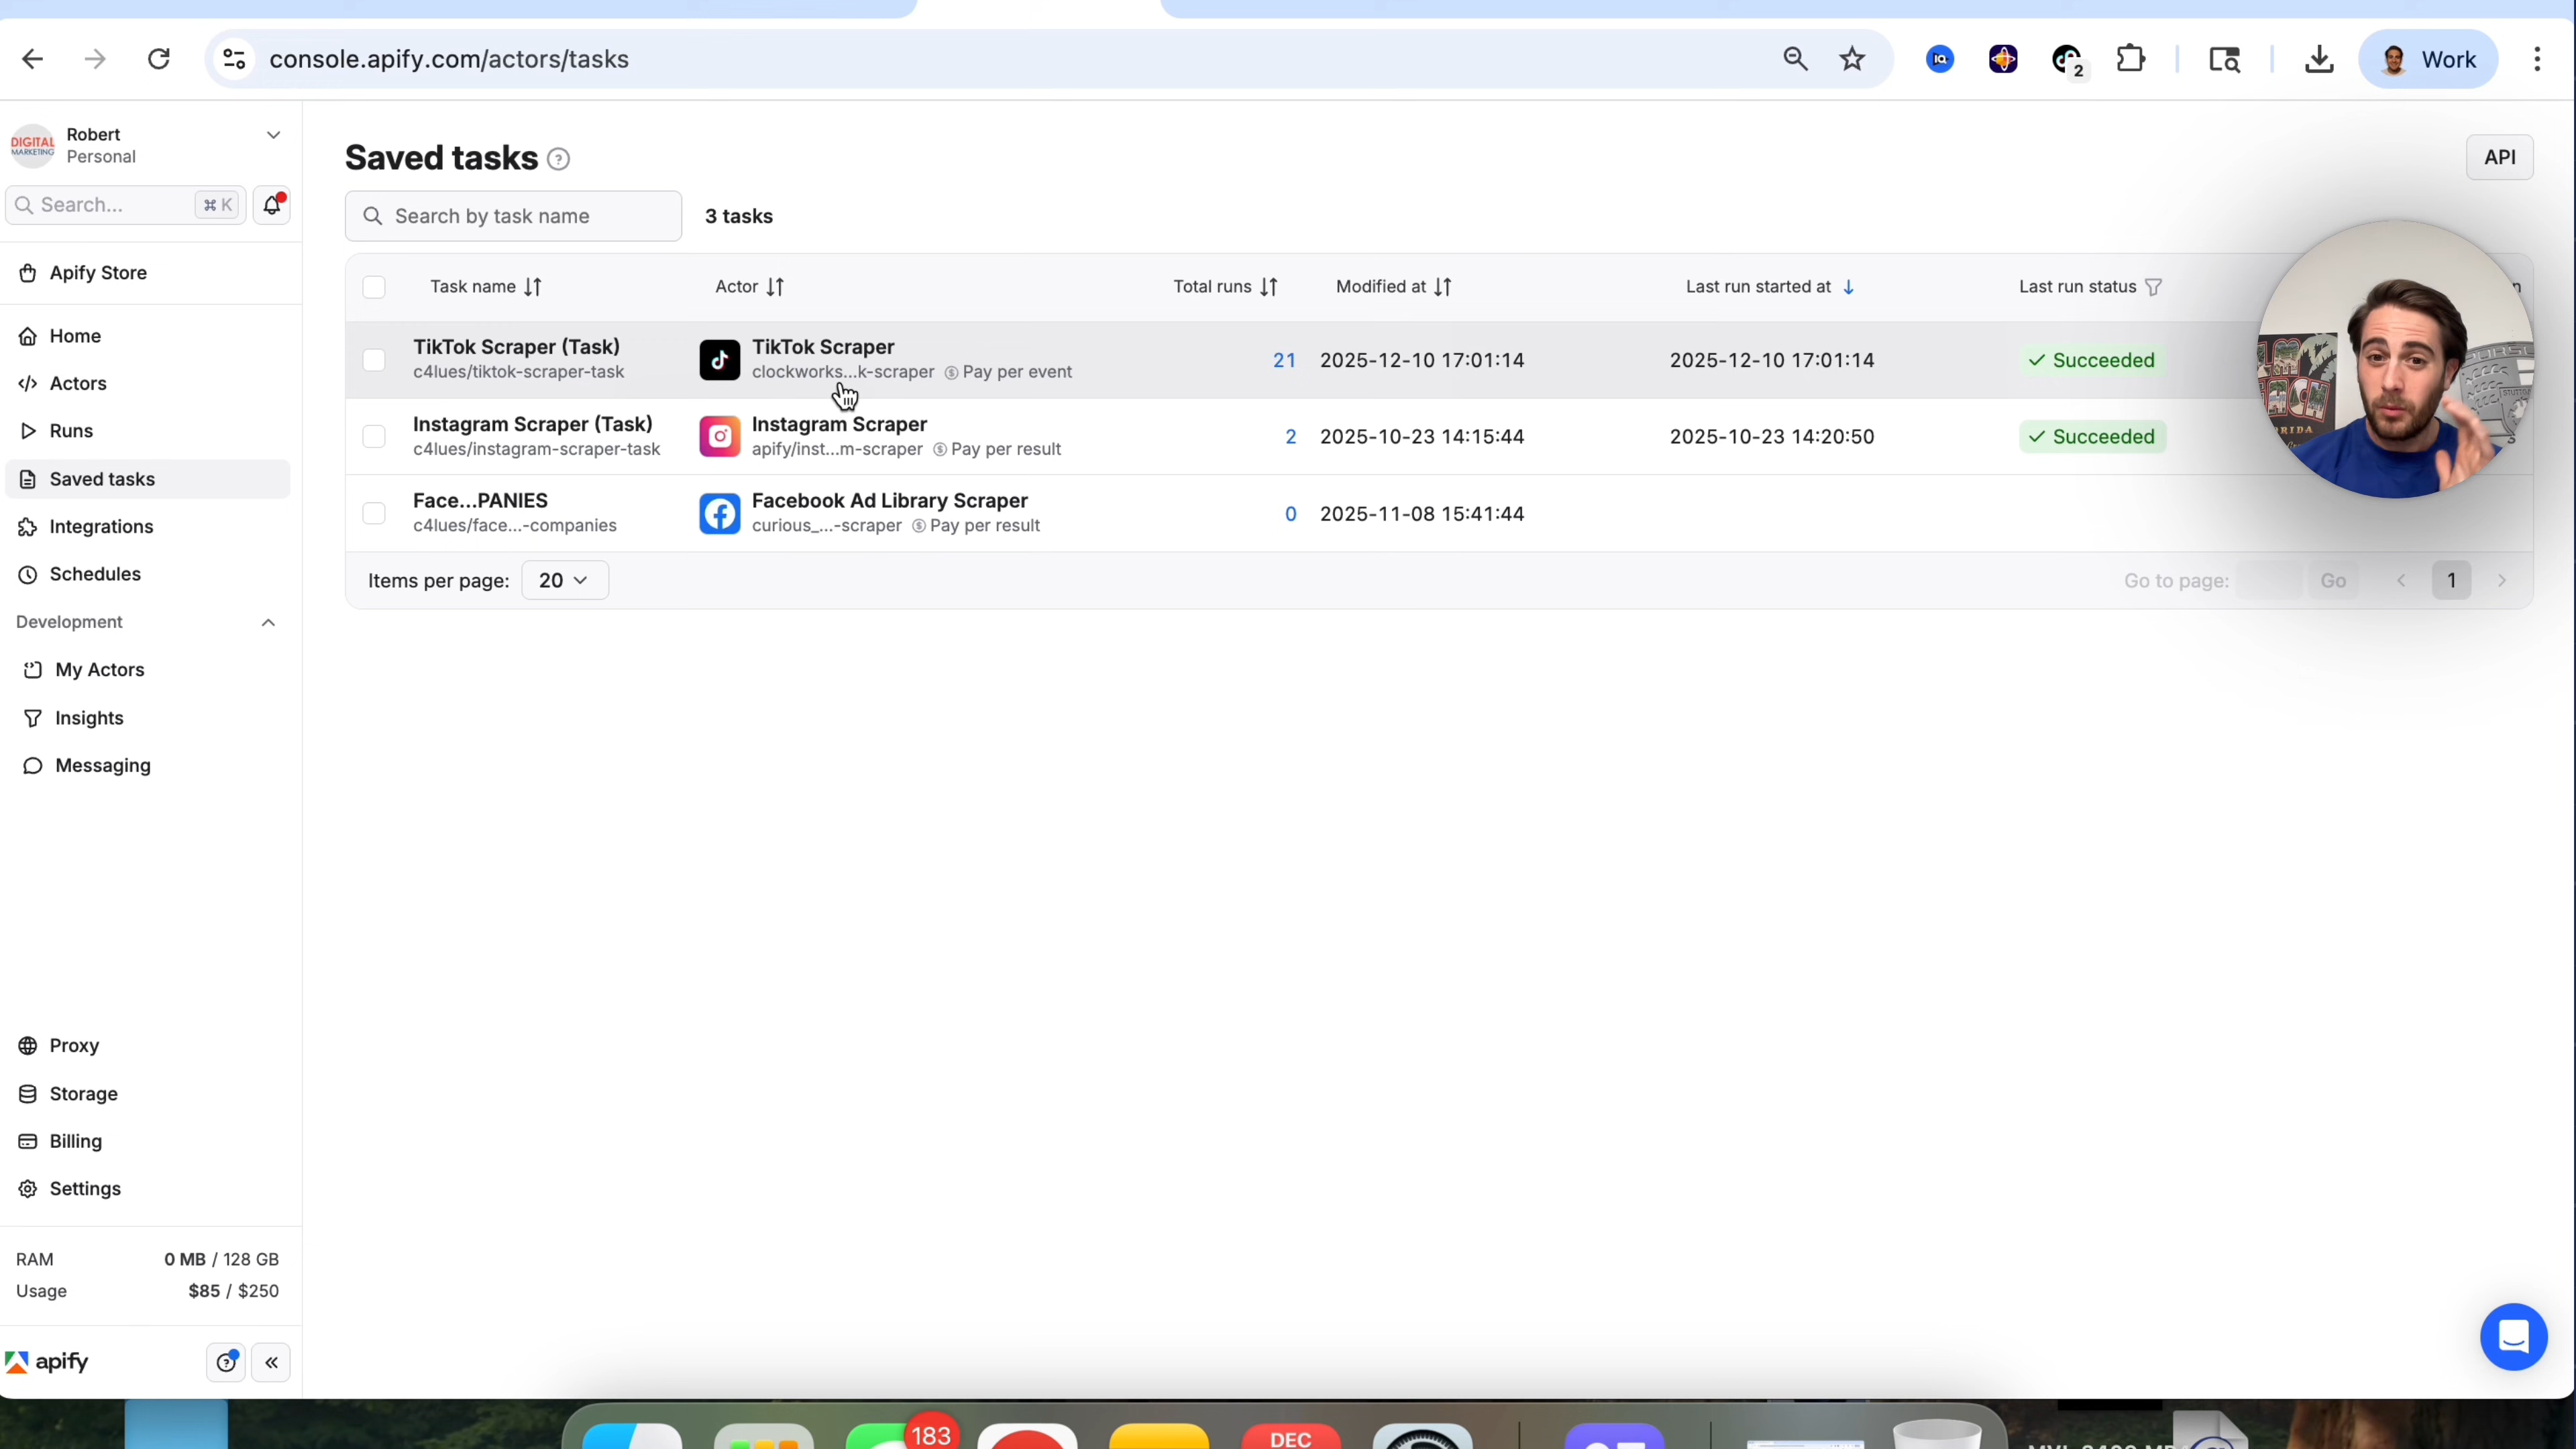 console.apify.com/actors/tasks
2
Work
DIGITAL
MARKETING
Robert
Personal
Search...
⌘ K
Apify Store
Home
Actors
Runs
Saved tasks
Integrations
Schedules
Development
My Actors
Insights
Messaging
Proxy
Storage
Billing
Settings
RAM 0 MB / 128 GB
Usage $85 / $250
apify
Saved tasks
API
Search by task name
3 tasks
Task name Actor Total runs Modified at Last run started at Last run status
TikTok Scraper (Task) TikTok Scraper 21 2025-12-10 17:01:14 2025-12-10 17:01:14 Succeeded
c4lues/tiktok-scraper-task clockworks...k-scraper Pay per event
Instagram Scraper (Task) Instagram Scraper 2 2025-10-23 14:15:44 2025-10-23 14:20:50 Succeeded
c4lues/instagram-scraper-task apify/inst...m-scraper Pay per result
Face...PANIES Facebook Ad Library Scraper 0 2025-11-08 15:41:44
c4lues/face...-companies curious_...-scraper Pay per result
Items per page: 20
Go to page: Go 1
183
DEC